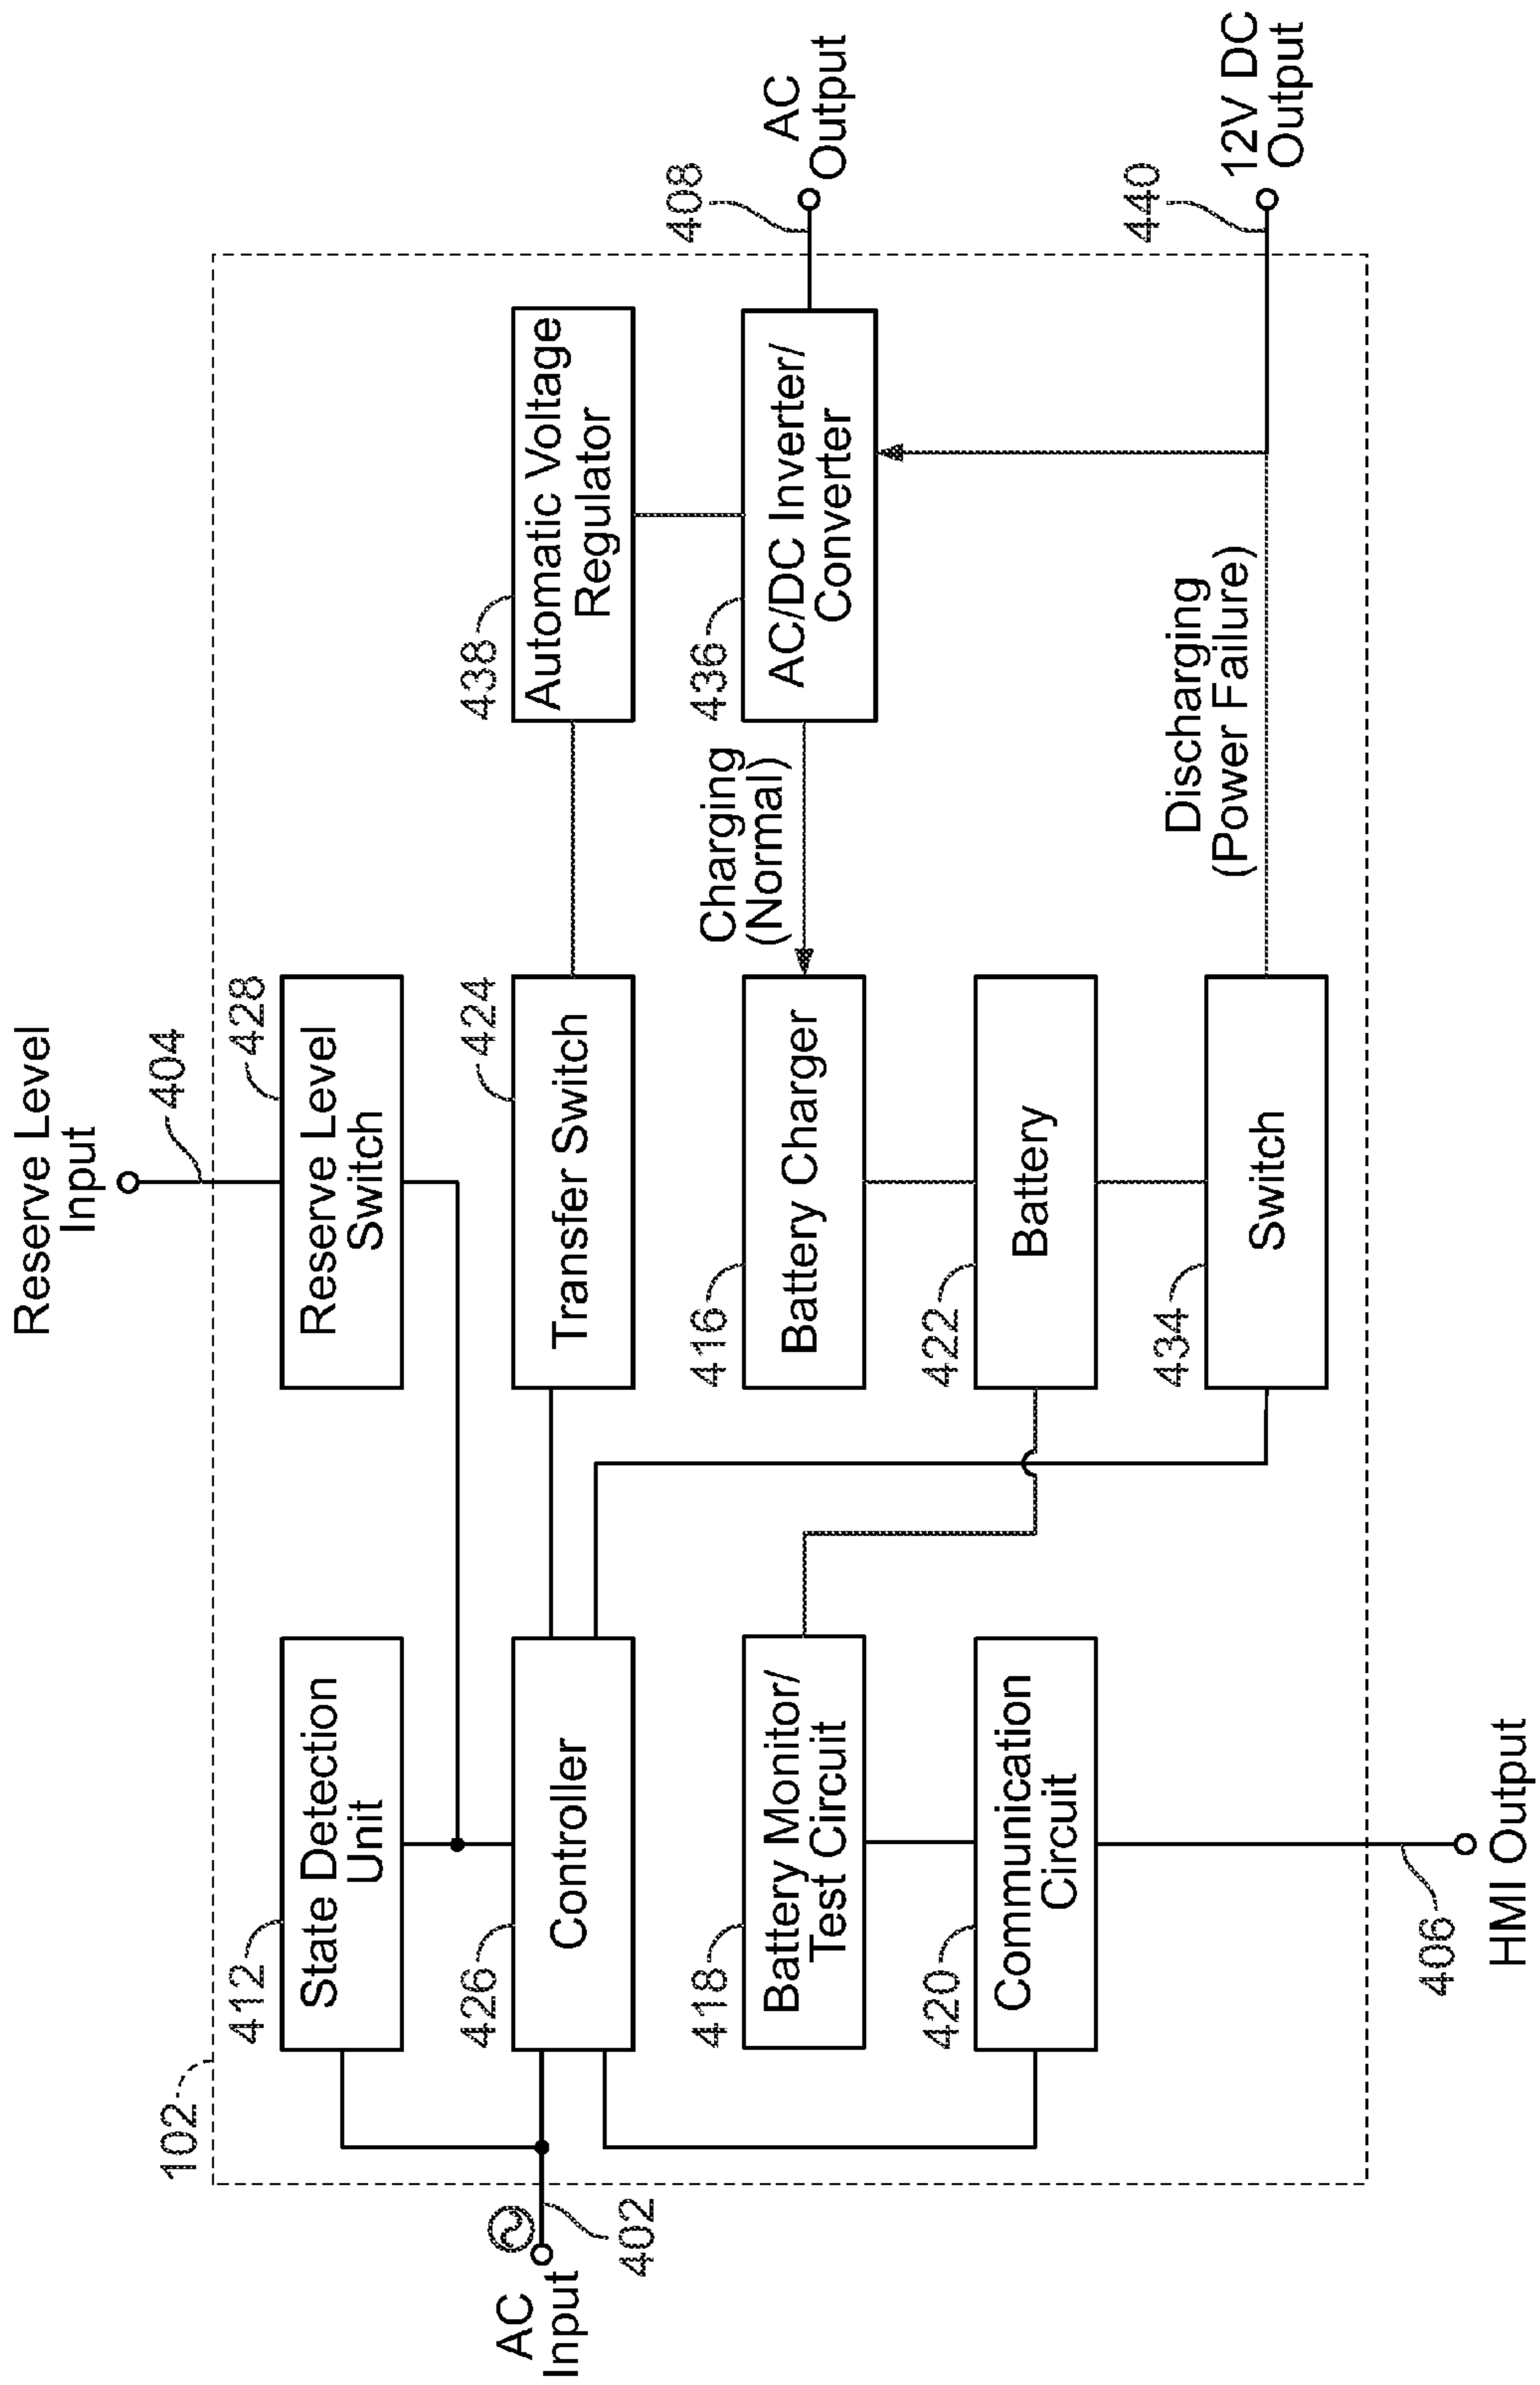 Reserve Level
Input
404
102
412
State Detection
Unit
428
Reserve Level
Switch
AC
Input
402
426
Controller
424
Transfer Switch
438
Automatic Voltage
Regulator
418
Battery Monitor/
Test Circuit
416
Battery Charger
Charging
(Normal)
436
AC/DC Inverter/
Converter
408
AC
Output
420
Communication
Circuit
422
Battery
434
Switch
Discharging
(Power Failure)
440
12V DC
Output
406
HMI Output